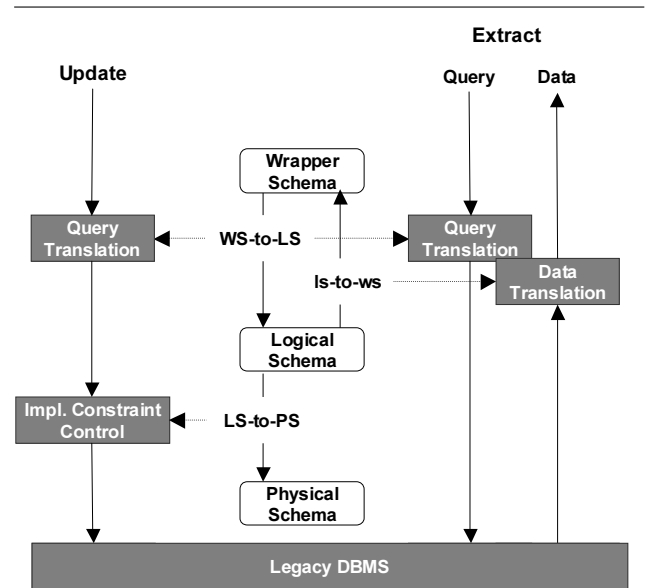 Extract
Update
Query
Data
Wrapper
Schema
Query
Translation
WS-to-LS
Query
Translation
ls-to-ws
Data
Translation
Logical
Schema
Impl. Constraint
Control
LS-to-PS
Physical
Schema
Legacy DBMS